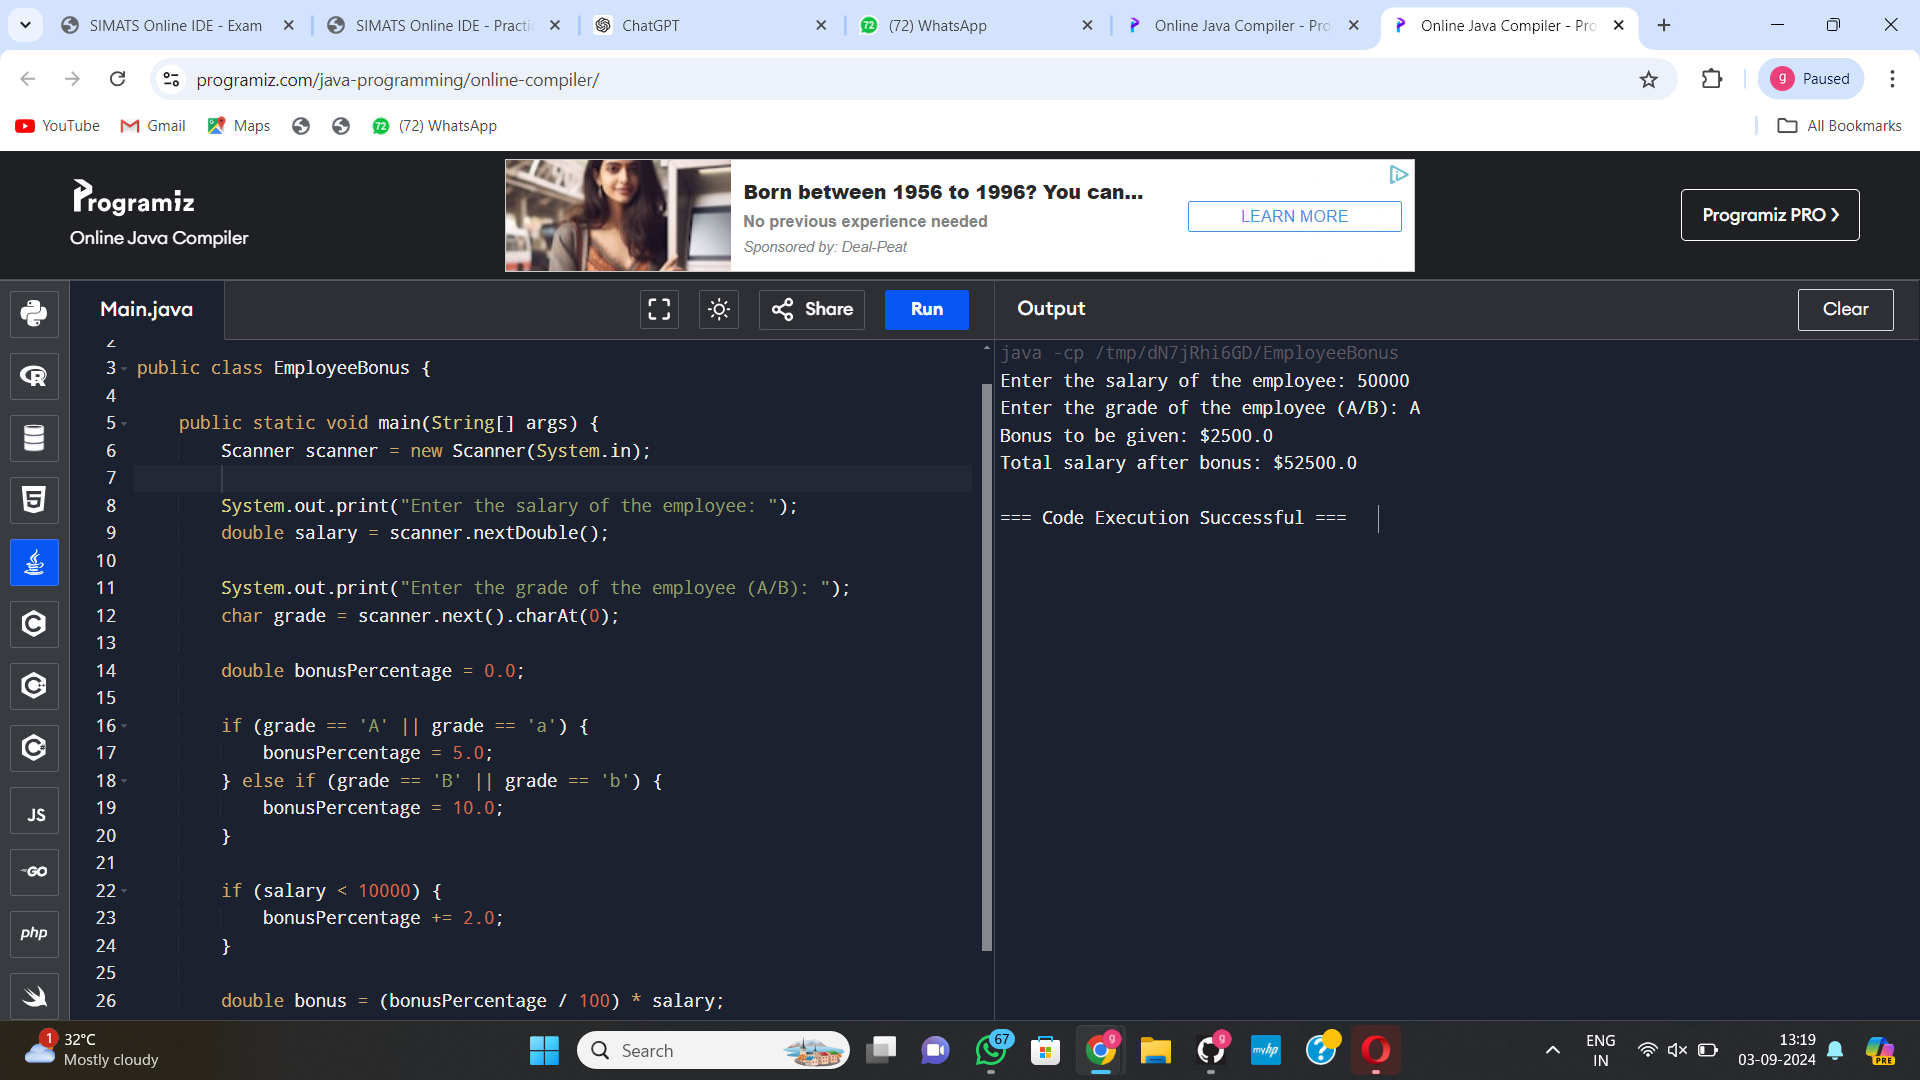 SIMATS Online IDE - Exam
SIMATS Online IDE - Practi
ChatGPT
72 (72) WhatsApp
Online Java Compiler - Pro
Online Java Compiler - Pro
programiz.com/java-programming/online-compiler/
g Paused
YouTube
Gmail
Maps
72 (72) WhatsApp
All Bookmarks
Programiz
Online Java Compiler
Born between 1956 to 1996? You can...
No previous experience needed
Sponsored by: Deal-Peat
LEARN MORE
Programiz PRO >
Main.java
Share
Run
Output
Clear
2
3 public class EmployeeBonus {
4
5 public static void main(String[] args) {
6 Scanner scanner = new Scanner(System.in);
7
8 System.out.print("Enter the salary of the employee: ");
9 double salary = scanner.nextDouble();
10
11 System.out.print("Enter the grade of the employee (A/B): ");
12 char grade = scanner.next().charAt(0);
13
14 double bonusPercentage = 0.0;
15
16 if (grade == 'A' || grade == 'a') {
17 bonusPercentage = 5.0;
18 } else if (grade == 'B' || grade == 'b') {
19 bonusPercentage = 10.0;
20 }
21
22 if (salary < 10000) {
23 bonusPercentage += 2.0;
24 }
25
26 double bonus = (bonusPercentage / 100) * salary;
java -cp /tmp/dN7jRhi6GD/EmployeeBonus
Enter the salary of the employee: 50000
Enter the grade of the employee (A/B): A
Bonus to be given: $2500.0
Total salary after bonus: $52500.0
=== Code Execution Successful ===
R
5
C
C
C
JS
GO
php
1
32°C
Mostly cloudy
Search
67
9
9
myhp
?
ENG
IN
13:19
03-09-2024
PRE